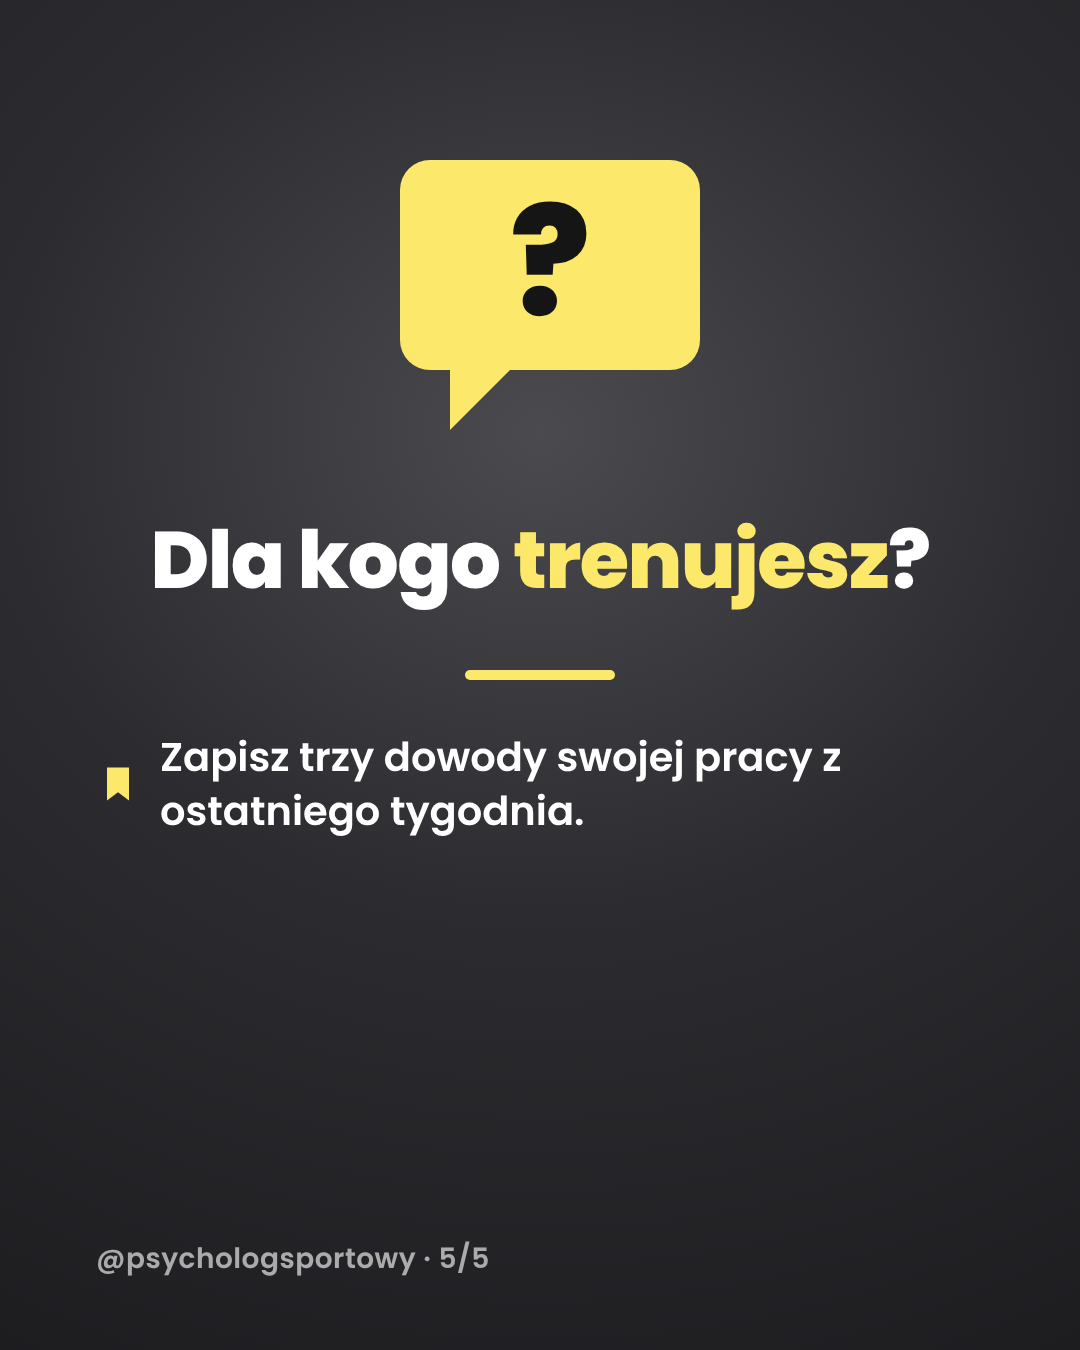 ?
Dla kogo trenujesz?
Zapisz trzy dowody swojej pracy z
ostatniego tygodnia.
@psychologsportowy · 5/5